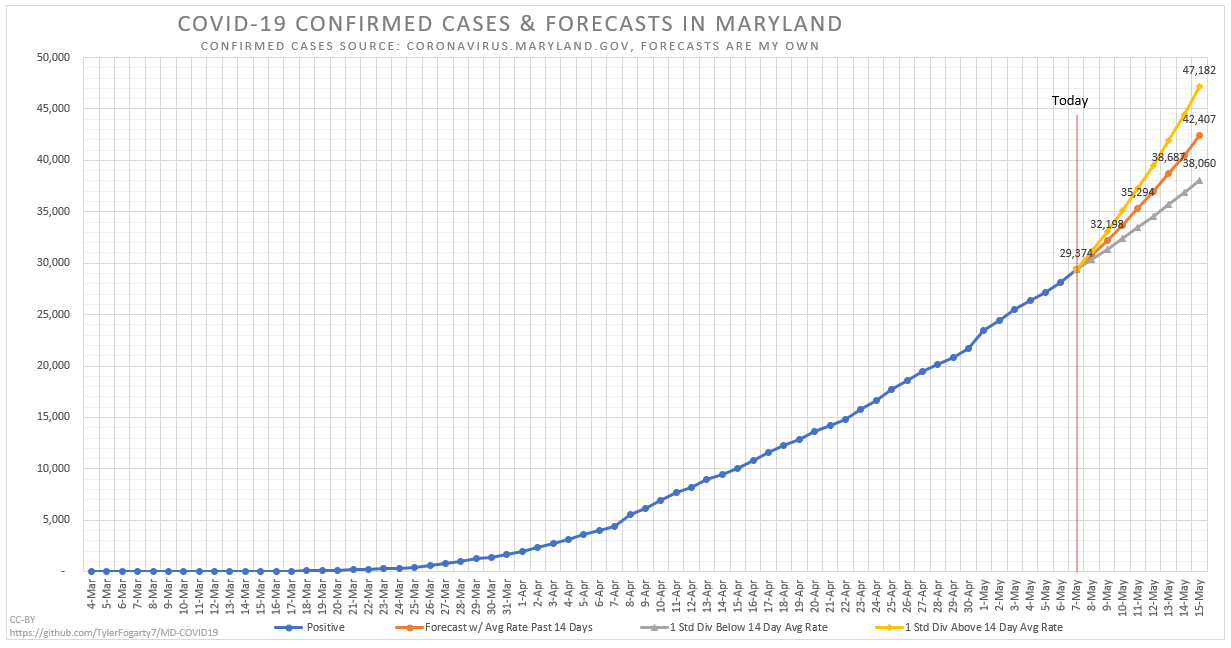 COVID-19 CONFIRMED CASES & FORECASTS IN MARYLAND
CONFIRMED CASES SOURCE: CORONAVIRUS.MARYLAND.GOV, FORECASTS ARE MY OWN
50,000
45,000
40,000
35,000
30,000
25,000
20,000
15,000
10,000
5,000
-
Today
47,182
42,407
38,687
38,060
35,294
32,198
29,374
4-Mar
5-Mar
6-Mar
7-Mar
8-Mar
9-Mar
10-Mar
11-Mar
12-Mar
13-Mar
14-Mar
15-Mar
16-Mar
17-Mar
18-Mar
19-Mar
20-Mar
21-Mar
22-Mar
23-Mar
24-Mar
25-Mar
26-Mar
27-Mar
28-Mar
29-Mar
30-Mar
31-Mar
1-Apr
2-Apr
3-Apr
4-Apr
5-Apr
6-Apr
7-Apr
8-Apr
9-Apr
10-Apr
11-Apr
12-Apr
13-Apr
14-Apr
15-Apr
16-Apr
17-Apr
18-Apr
19-Apr
20-Apr
21-Apr
22-Apr
23-Apr
24-Apr
25-Apr
26-Apr
27-Apr
28-Apr
29-Apr
30-Apr
1-May
2-May
3-May
4-May
5-May
6-May
7-May
8-May
9-May
10-May
11-May
12-May
13-May
14-May
15-May
CC-BY
https://github.com/TylerFogarty7/MD-COVID19
Positive
Forecast w/ Avg Rate Past 14 Days
1 Std Div Below 14 Day Avg Rate
1 Std Div Above 14 Day Avg Rate